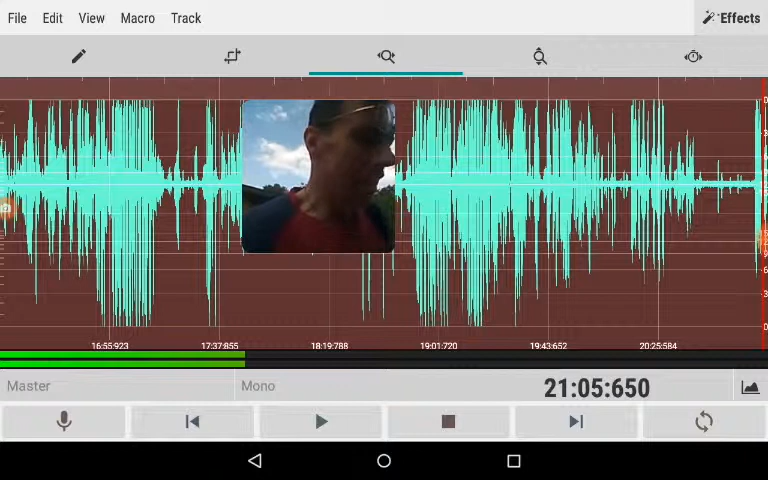 File Edit View Macro Track Effects
16:55:923 17:37:855 18:19:788 19:01:720 19:43:652 20:25:584
Master Mono 21:05:650